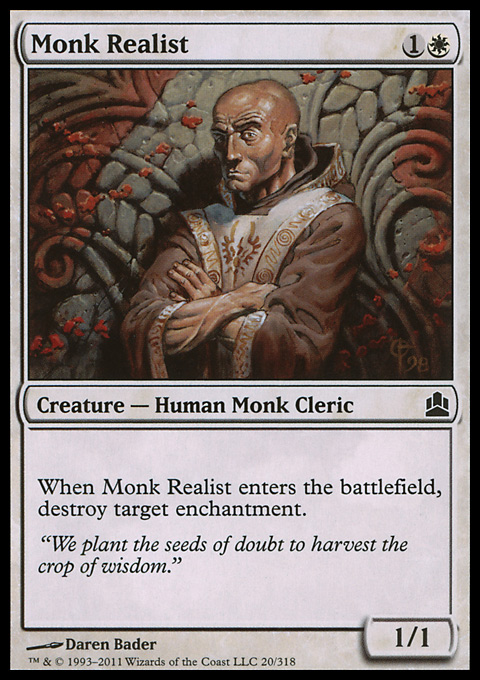 Monk Realist 1
98
Creature — Human Monk Cleric
When Monk Realist enters the battlefield,
destroy target enchantment.
“We plant the seeds of doubt to harvest the
crop of wisdom.”
1/1
Daren Bader
™ & © 1993–2011 Wizards of the Coast LLC 20/318